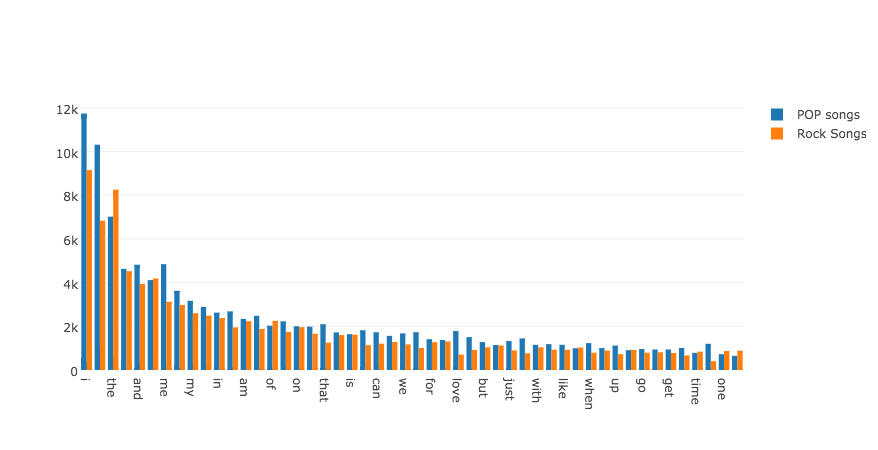 12k
10k
8k
6k
4k
2k
0
i
the
and
me
my
in
am
of
on
that
is
can
we
for
love
but
just
with
like
when
up
go
get
time
one
POP songs
Rock Songs